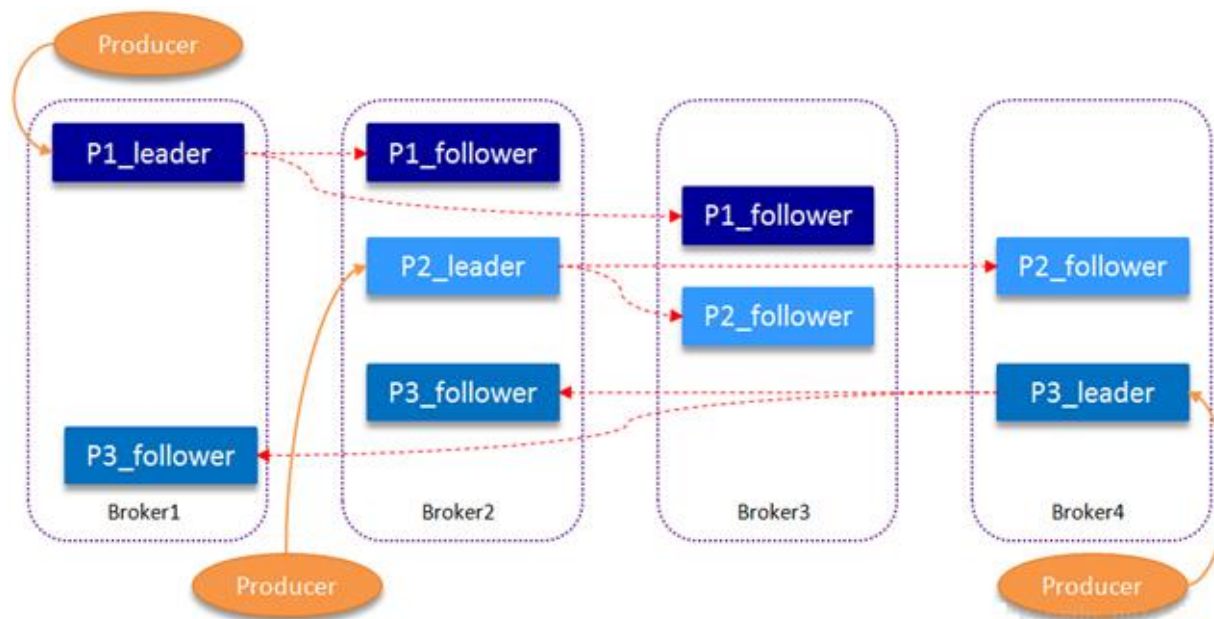 Producer
P1_leader
P1_follower
P1_follower
P2_leader
P2_follower
P2_follower
P3_follower
P3_leader
P3_follower
Broker1
Broker2
Broker3
Broker4
Producer
Producer